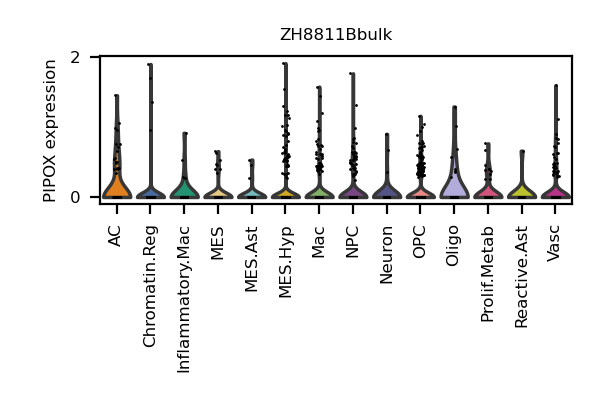 ZH8811Bbulk
PIPOX expression
2
0
AC
Chromatin.Reg
Inflammatory.Mac
MES
MES.Ast
MES.Hyp
Mac
NPC
Neuron
OPC
Oligo
Prolif.Metab
Reactive.Ast
Vasc